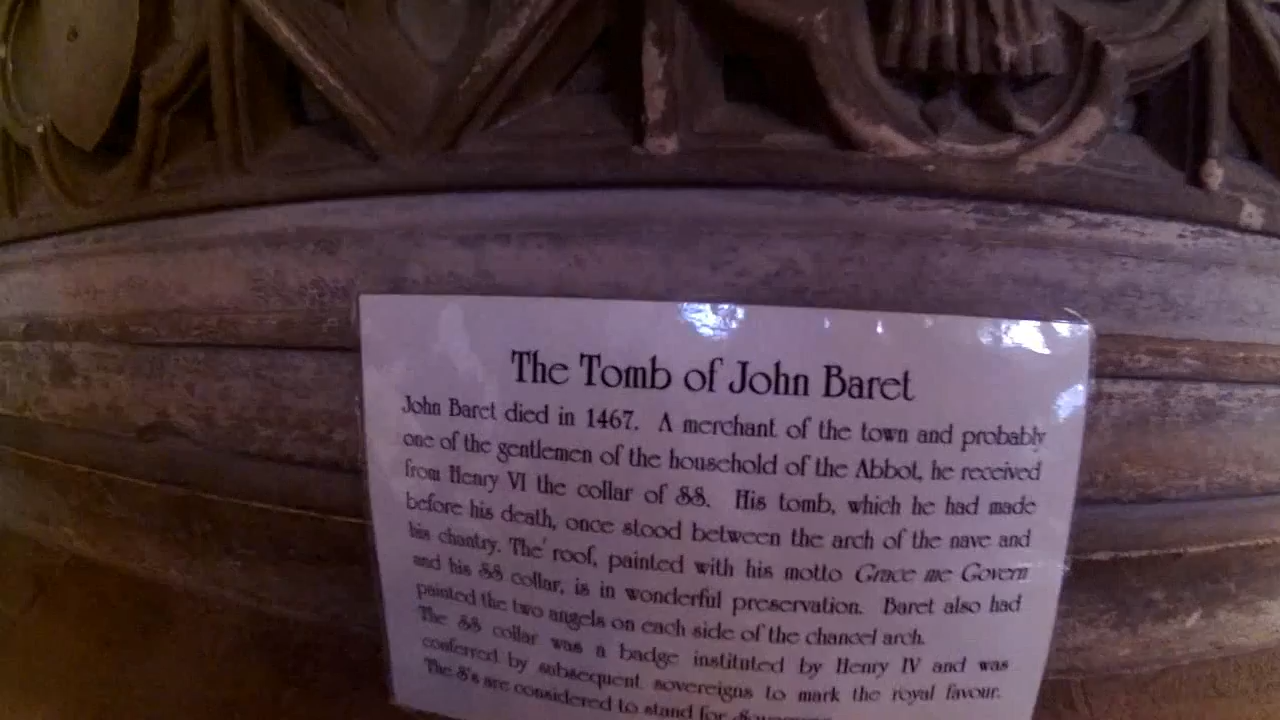 The Tomb of John Baret
John Baret died in 1467. A merchant of the town and probably
one of the gentlemen of the household of the Abbot, he received
from Henry VI the collar of SS. His tomb, which he had made
before his death, once stood between the arch of the nave and
his chantry. The roof, painted with his motto Grace me Govern
and his SS collar, is in wonderful preservation. Baret also had
painted the two angels on each side of the chancel arch.
The SS collar was a badge instituted by Henry IV and was
conferred by subsequent sovereigns to mark the royal favour.
The S's are considered to stand for